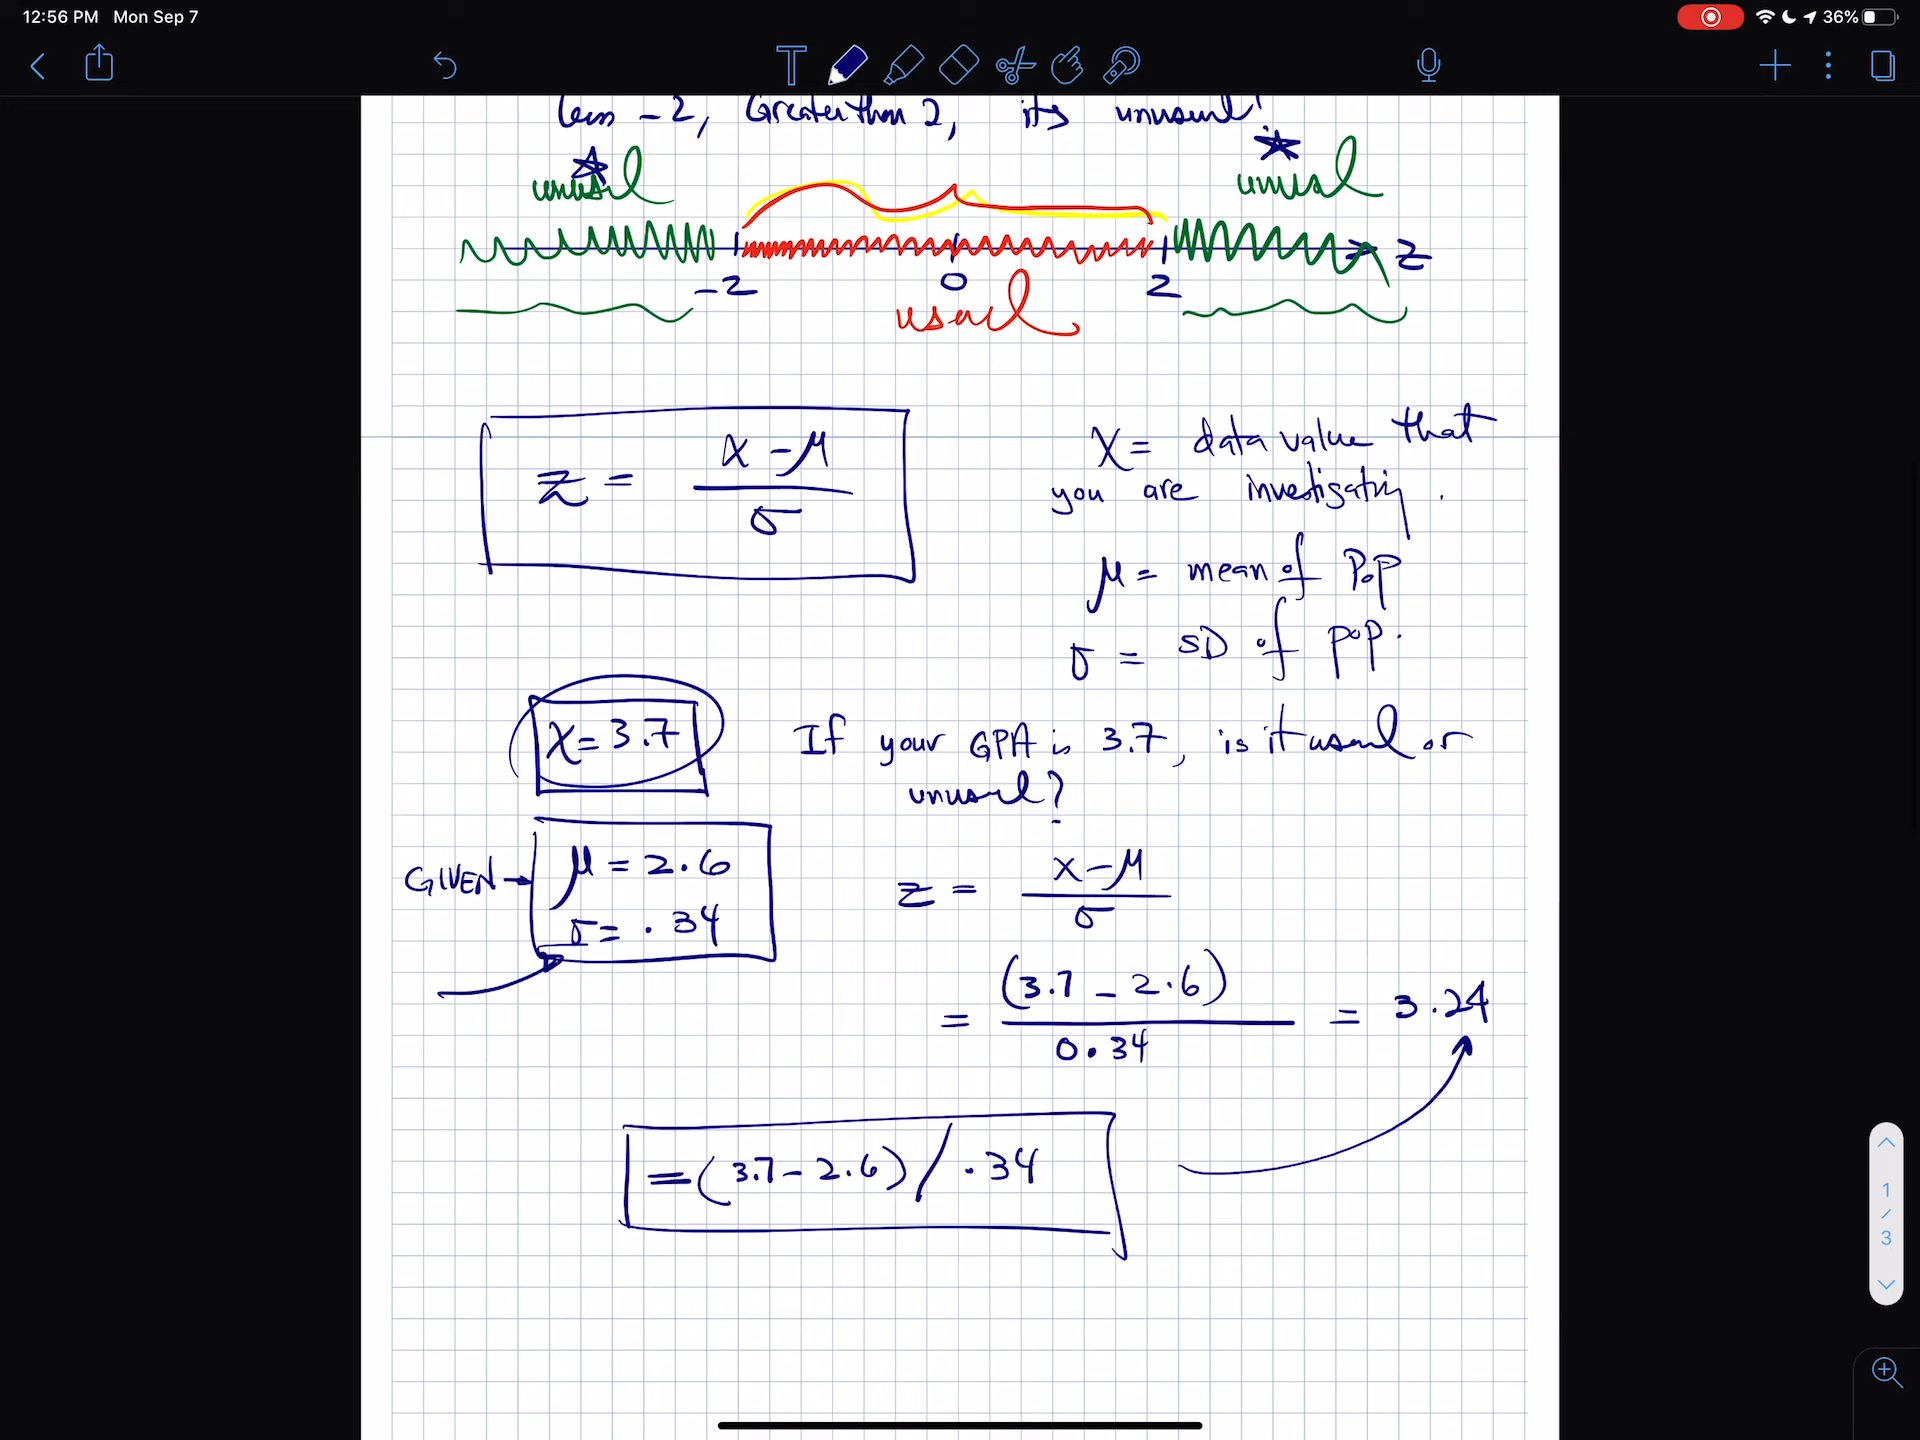 12:56 PM Mon Sep 7
36%
Less -2, Greater than 2, its unusual!
unusual
unusual
-2
0
2
Z
usual
z = x - μ / σ
X = data value that
you are investigating.
μ = mean of Pop
σ = SD of pop.
x = 3.7
If your GPA is 3.7, is it usual or
unusual?
GIVEN →
μ = 2.6
σ = .34
z = x - μ / σ
= (3.7 - 2.6) / 0.34 = 3.24
= (3.7 - 2.6) / .34
1
/
3